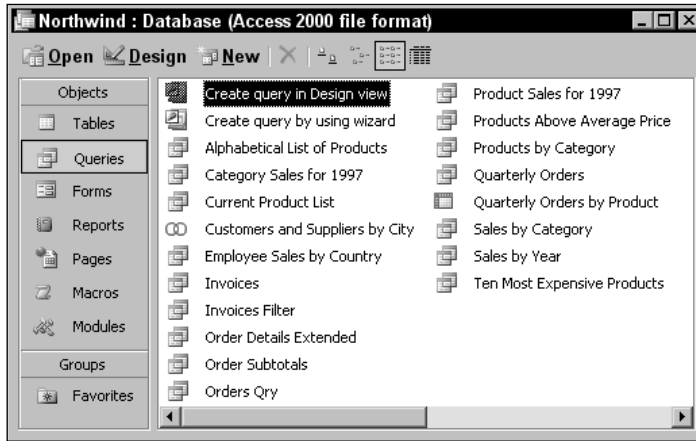 Northwind : Database (Access 2000 file format)
Open Design New
Objects
Tables
Queries
Forms
Reports
Pages
Macros
Modules
Groups
Favorites
Create query in Design view
Create query by using wizard
Alphabetical List of Products
Category Sales for 1997
Current Product List
Customers and Suppliers by City
Employee Sales by Country
Invoices
Invoices Filter
Order Details Extended
Order Subtotals
Orders Qry
Product Sales for 1997
Products Above Average Price
Products by Category
Quarterly Orders
Quarterly Orders by Product
Sales by Category
Sales by Year
Ten Most Expensive Products